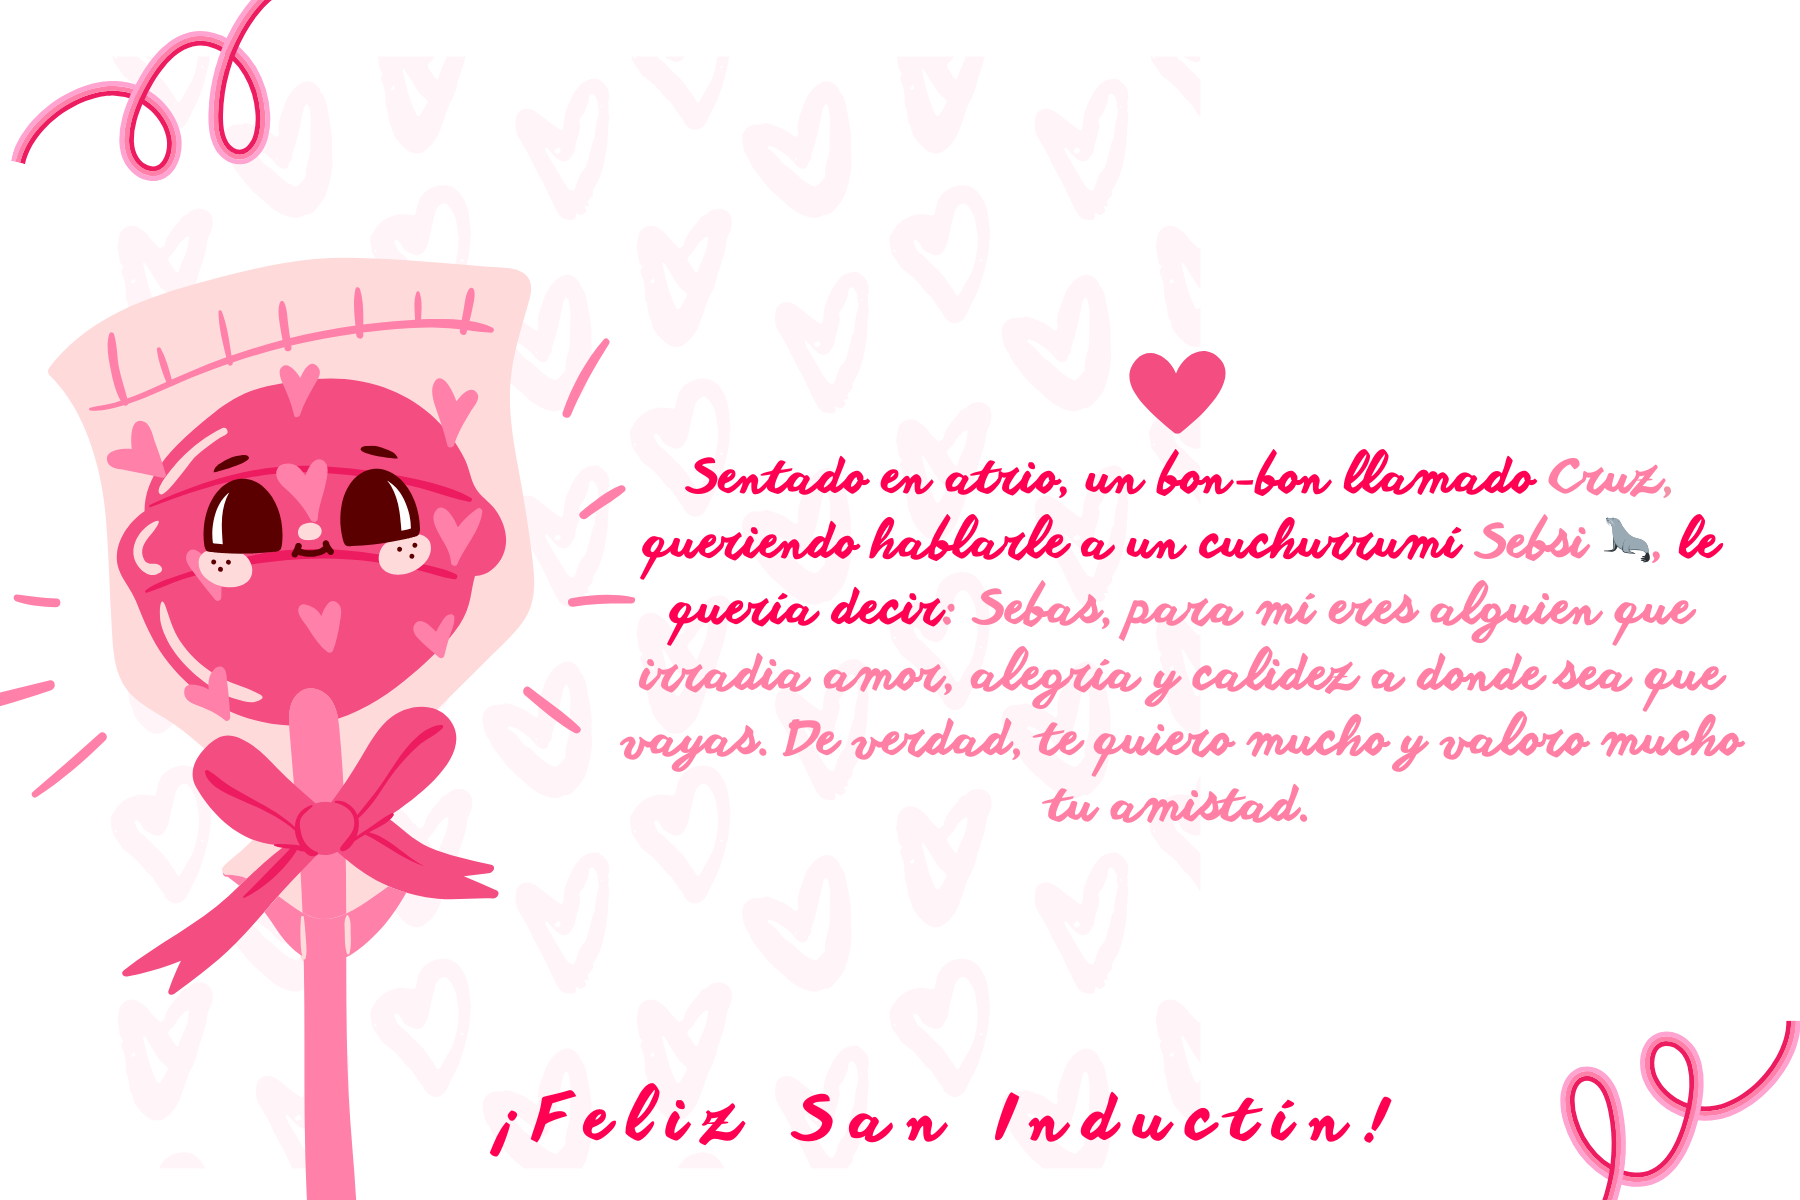 Sentado en atrio, un bon-bon llamado Cruz,
queriendo hablarle a un cuchurrumí Sebsi 🦭, le
quería decir: Sebas, para mí eres alguien que
irradia amor, alegría y calidez a donde sea que
vayas. De verdad, te quiero mucho y valoro mucho
tu amistad.
¡Feliz San Inductín!